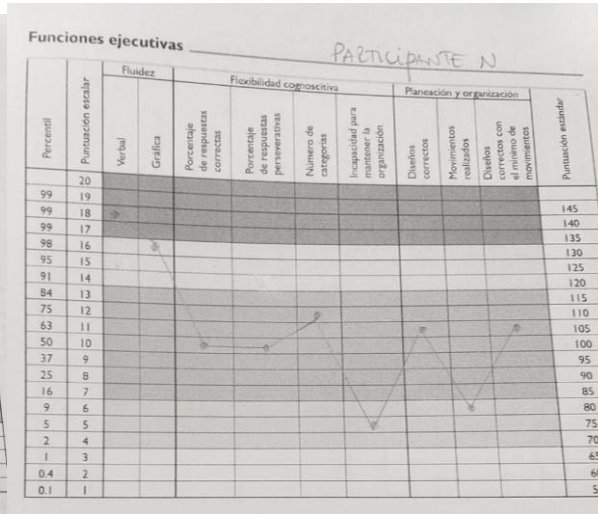 Funciones ejecutivas PARTICIPANTE N
Fluidez Flexibilidad cognoscitiva Planeación y organización
Percentil
Puntuación escalar
Verbal
Grafica
Porcentaje
de respuestas
correctas
Porcentaje
de respuestas
perseverativas
Número de
categorías
Incapacidad para
mantener la
organización
Diseños
correctos
Movimientos
realizados
Diseños
correctos con
el mínimo de
movimientos
Puntuación estándar
20
99 19
99 18 145
99 17 140
98 16 135
95 15 130
91 14 125
84 13 120
75 12 115
63 11 110
50 10 105
37 9 100
25 8 95
16 7 90
9 6 85
5 5 80
2 4 75
1 3 70
0.4 2 65
0.1 1